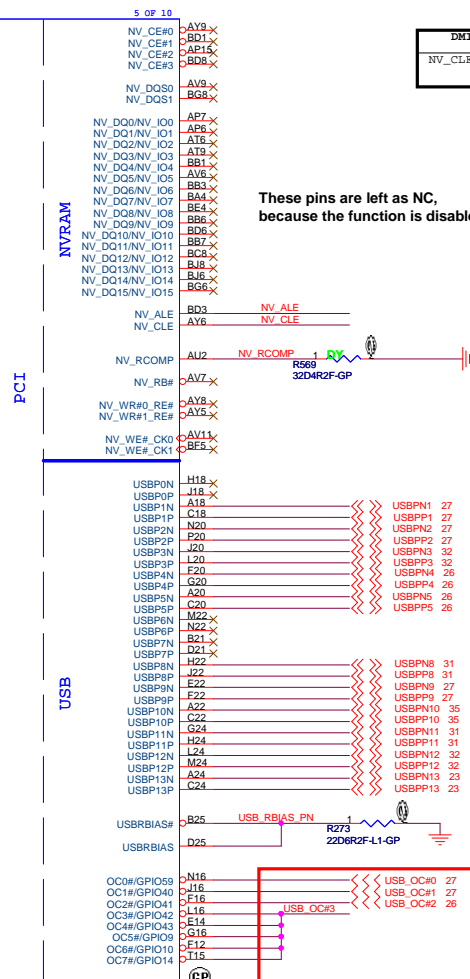 5 OF 10
NV_CE#0 AY9
NV_CE#1 BD1
NV_CE#2 AP15
NV_CE#3 BD8
DMI
NV_CLE
NV_DQS0 AV9
NV_DQS1 BG8
NV_DQ0/NV_IO0 AP7
NV_DQ1/NV_IO1 AP6
NV_DQ2/NV_IO2 AT6
NV_DQ3/NV_IO3 AT9
NV_DQ4/NV_IO4 BB1
NV_DQ5/NV_IO5 AV6
NV_DQ6/NV_IO6 BB3
NV_DQ7/NV_IO7 BA4
NV_DQ8/NV_IO8 BE4
NV_DQ9/NV_IO9 BB6
NV_DQ10/NV_IO10 BD6
NV_DQ11/NV_IO11 BB7
NV_DQ12/NV_IO12 BC8
NV_DQ13/NV_IO13 BJ8
NV_DQ14/NV_IO14 BJ6
NV_DQ15/NV_IO15 BG6
These pins are left as NC,
because the function is disable
NVRAM
PCI
NV_ALE BD3 NV_ALE
NV_CLE AY6 NV_CLE
NV_RCOMP AU2 NV_RCOMP 1 DY 2
R569
32D4R2F-GP
NV_RB# AV7
NV_WR#0_RE# AY8
NV_WR#1_RE# AY5
NV_WE#_CK0 AV11
NV_WE#_CK1 BF5
USB
USBP0N H18
USBP0P J18
USBP1N A18 USBPN1 27
USBP1P C18 USBPP1 27
USBP2N N20 USBPN2 27
USBP2P P20 USBPP2 27
USBP3N J20 USBPN3 32
USBP3P L20 USBPP3 32
USBP4N F20 USBPN4 26
USBP4P G20 USBPP4 26
USBP5N A20 USBPN5 26
USBP5P C20 USBPP5 26
USBP6N M22
USBP6P N22
USBP7N B21
USBP7P D21
USBP8N H22 USBPN8 31
USBP8P J22 USBPP8 31
USBP9N E22 USBPN9 27
USBP9P F22 USBPP9 27
USBP10N A22 USBPN10 35
USBP10P C22 USBPP10 35
USBP11N G24 USBPN11 31
USBP11P H24 USBPP11 31
USBP12N L24 USBPN12 32
USBP12P M24 USBPP12 32
USBP13N A24 USBPN13 23
USBP13P C24 USBPP13 23
USBRBIAS# B25 USB_RBIAS_PN 1 2
R273
22D6R2F-L1-GP
USBRBIAS D25
OC0#/GPIO59 N16 USB_OC#0 27
OC1#/GPIO40 J16 USB_OC#1 27
OC2#/GPIO41 F16 USB_OC#2 26
OC3#/GPIO42 L16 USB_OC#3
OC4#/GPIO43 E14
OC5#/GPIO9 G16
OC6#/GPIO10 F12
OC7#/GPIO14 T15
GP